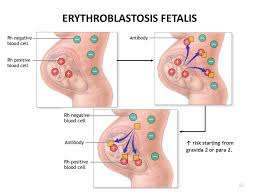 ERYTHROBLASTOSIS FETALIS
Rh negative
blood cell
Rh positive
blood cell
Antibody
Rh negative
blood cell
Antibody
Rh positive
blood cell
↑ risk starting from
gravida 2 or para 2.